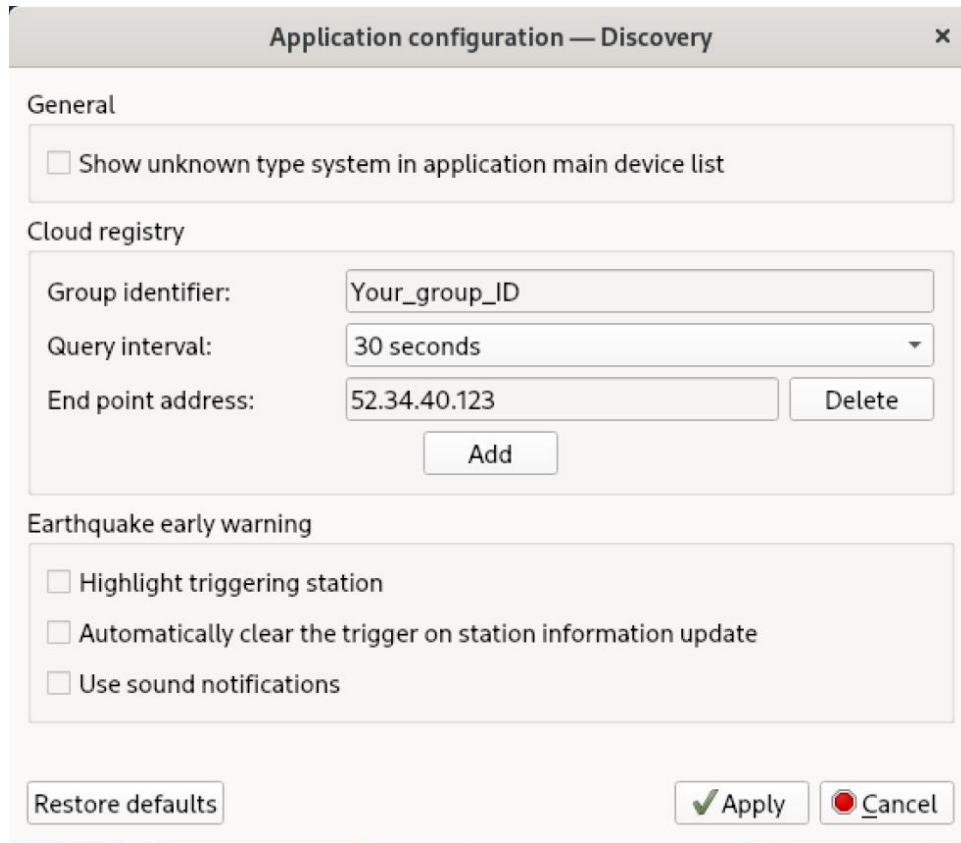 Application configuration — Discovery
General
Show unknown type system in application main device list
Cloud registry
Group identifier: Your_group_ID
Query interval: 30 seconds
End point address: 52.34.40.123 Delete
Add
Earthquake early warning
Highlight triggering station
Automatically clear the trigger on station information update
Use sound notifications
Restore defaults Apply Cancel